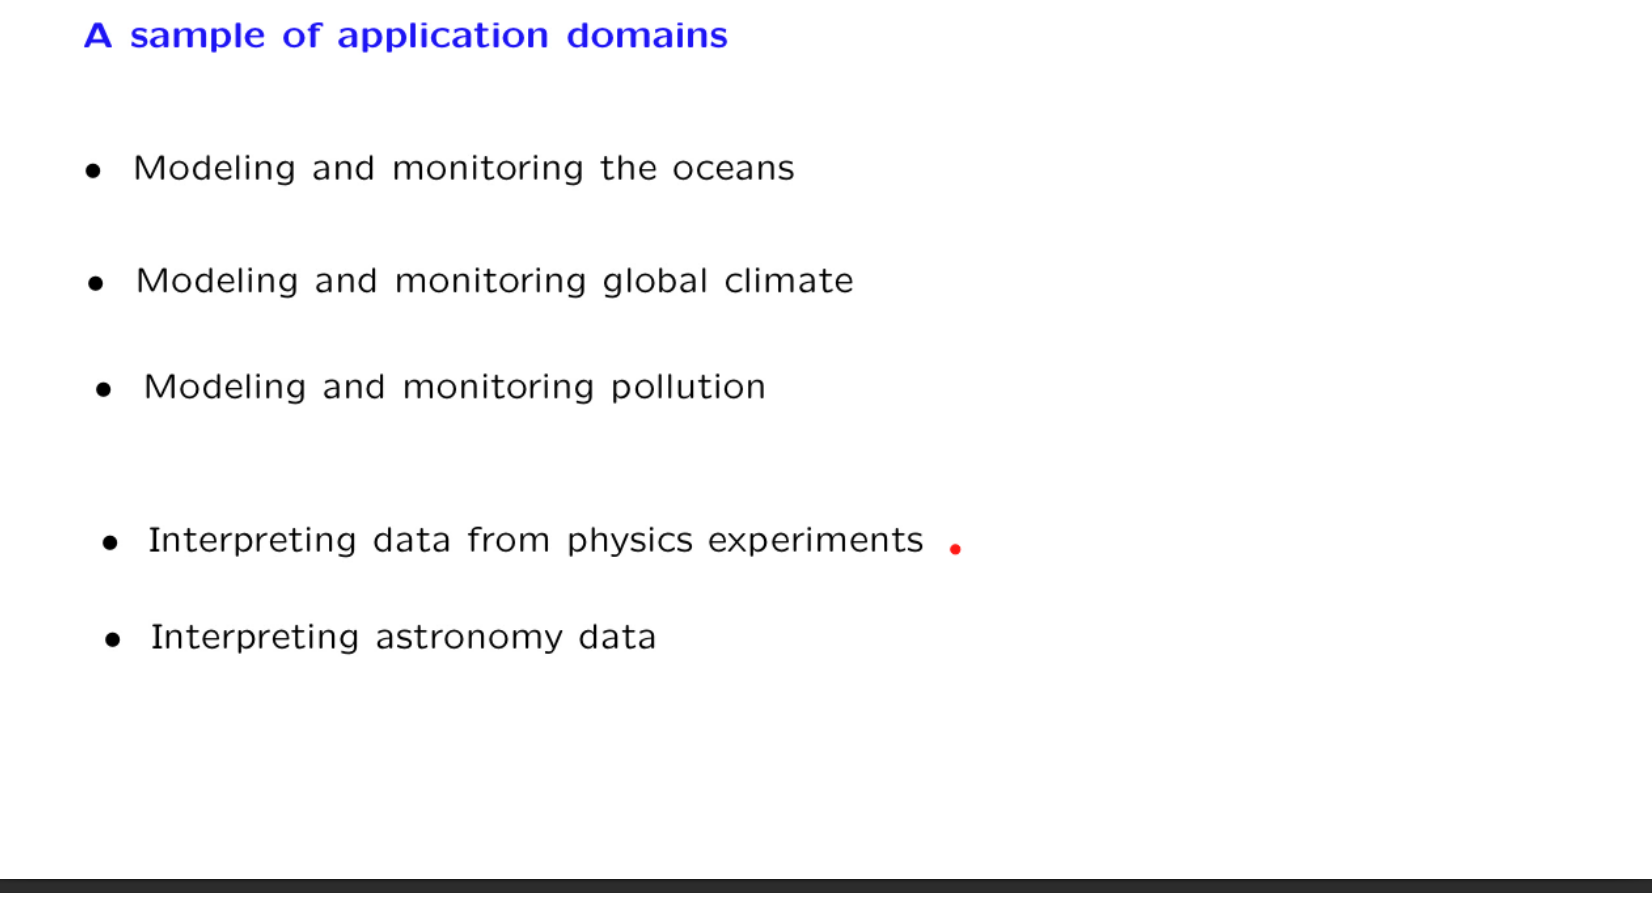 A sample of application domains
• Modeling and monitoring the oceans
• Modeling and monitoring global climate
• Modeling and monitoring pollution
• Interpreting data from physics experiments
• Interpreting astronomy data